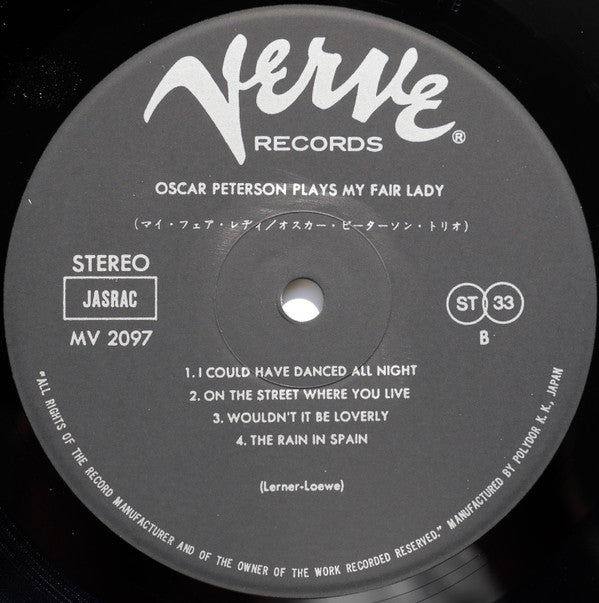 Verve
RECORDS ®
OSCAR PETERSON PLAYS MY FAIR LADY
(マイ・フェア・レディ/オスカー・ピーターソン・トリオ)
STEREO
JASRAC
MV 2097
ST 33
B
1. I COULD HAVE DANCED ALL NIGHT
2. ON THE STREET WHERE YOU LIVE
3. WOULDN'T IT BE LOVERLY
4. THE RAIN IN SPAIN
(Lerner-Loewe)
"ALL RIGHTS OF THE RECORD MANUFACTURER AND OF THE OWNER OF THE WORK RECORDED RESERVED." MANUFACTURED BY POLYDOR K. K., JAPAN